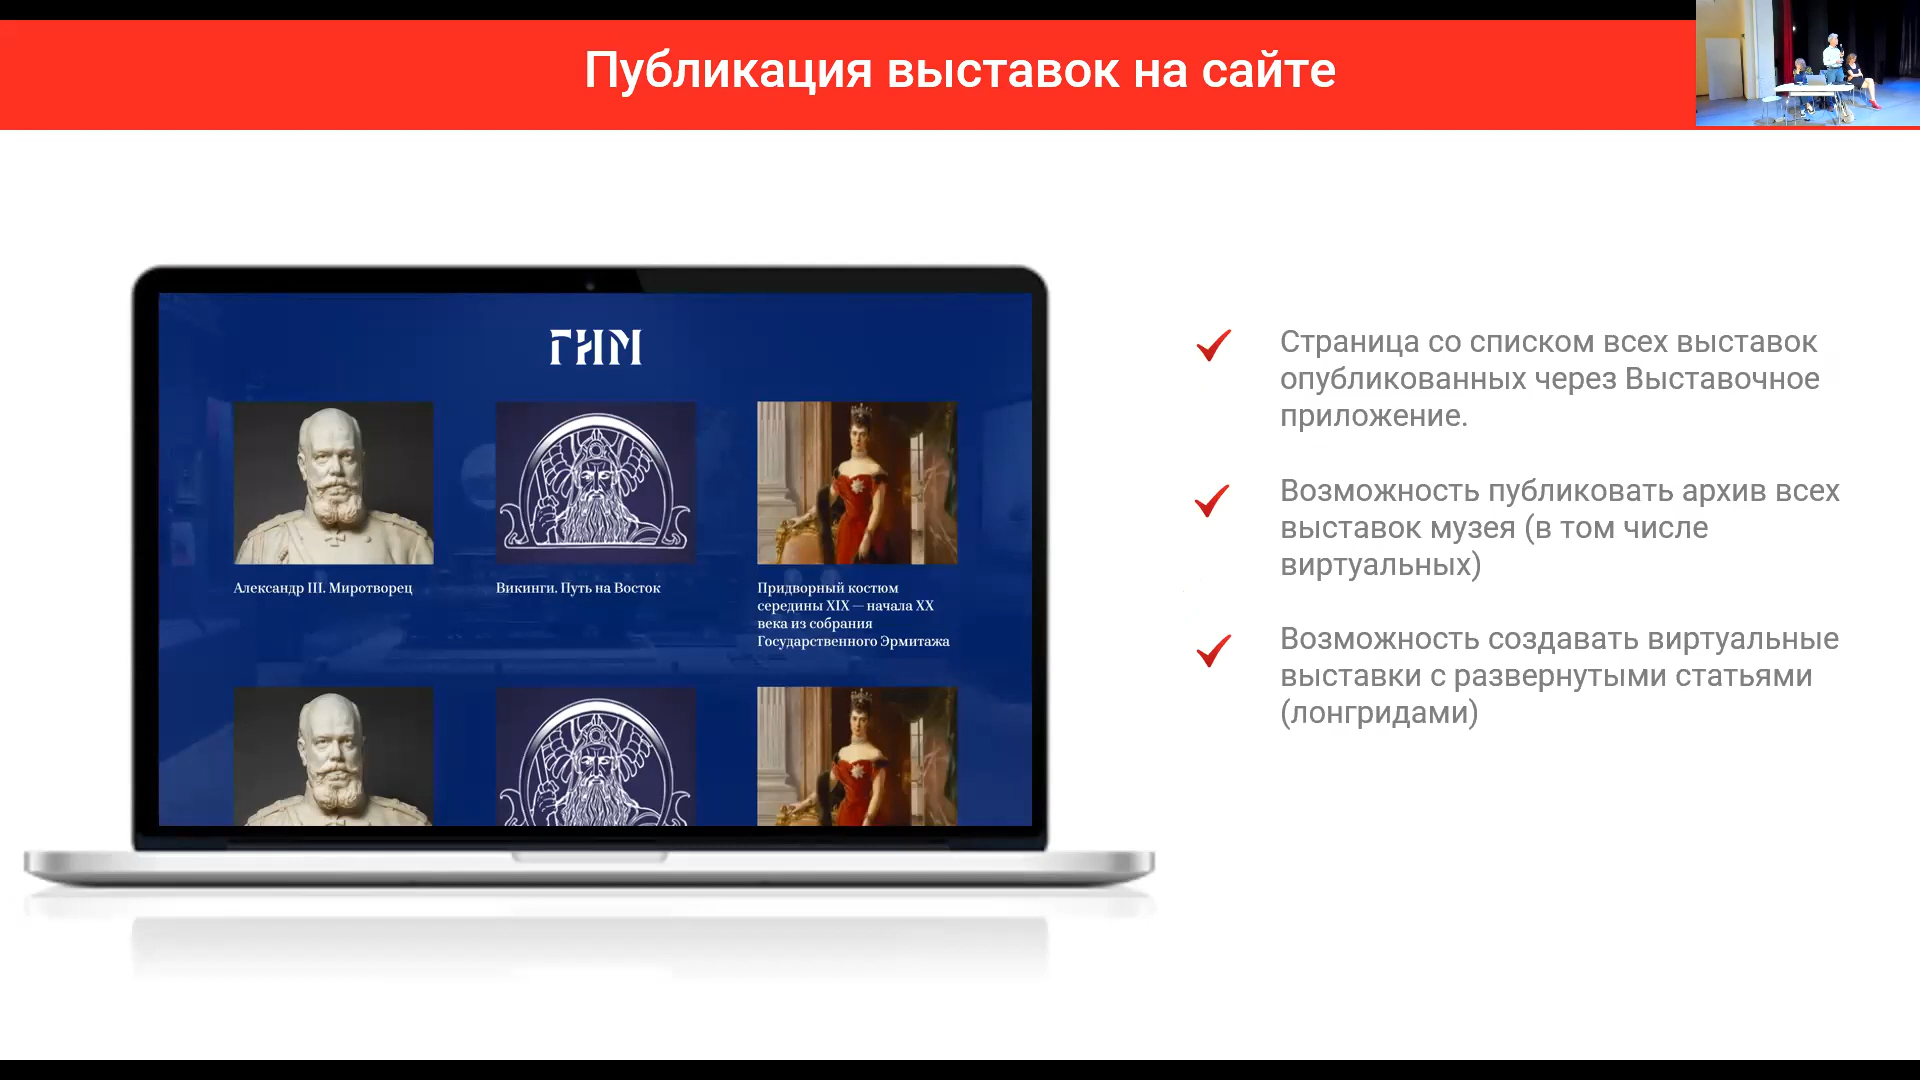 Публикация выставок на сайте
ГИМ
Александр III. Миротворец
Викинги. Путь на Восток
Придворный костюм
середины XIX — начала XX
века из собрания
Государственного Эрмитажа
Страница со списком всех выставок
опубликованных через Выставочное
приложение.
Возможность публиковать архив всех
выставок музея (в том числе
виртуальных)
Возможность создавать виртуальные
выставки с развернутыми статьями
(лонгридами)